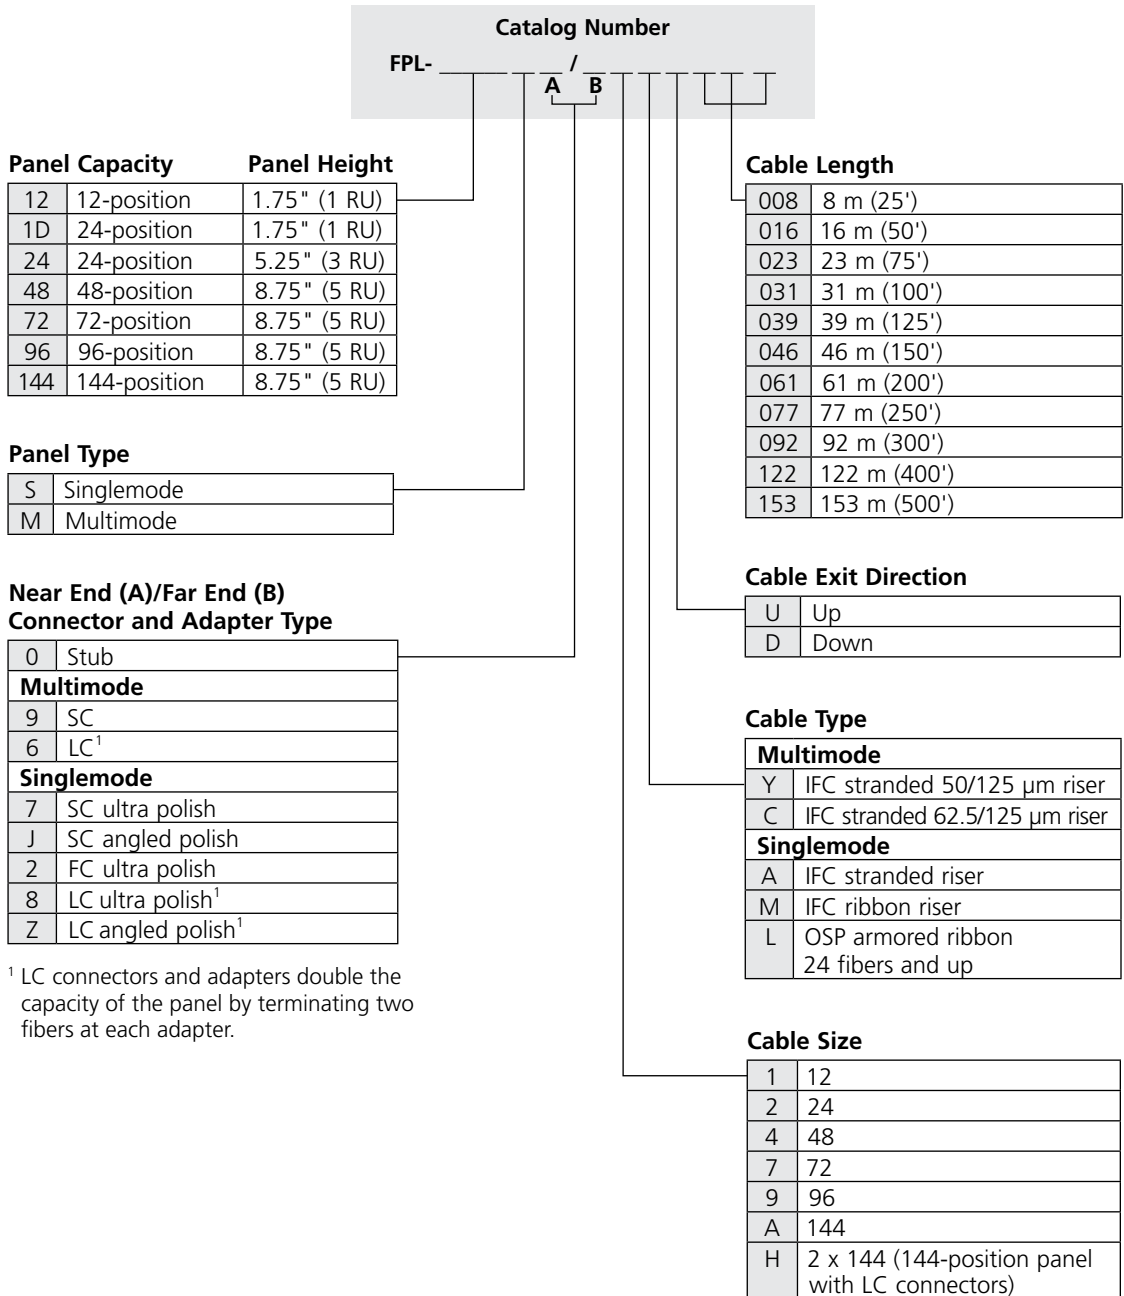 Catalog Number
FPL- ______ __ __ / __ __ __ __ __ __ __
A B
Panel Capacity Panel Height
12 12-position 1.75" (1 RU)
1D 24-position 1.75" (1 RU)
24 24-position 5.25" (3 RU)
48 48-position 8.75" (5 RU)
72 72-position 8.75" (5 RU)
96 96-position 8.75" (5 RU)
144 144-position 8.75" (5 RU)
Panel Type
S Singlemode
M Multimode
Near End (A)/Far End (B)
Connector and Adapter Type
0 Stub
Multimode
9 SC
6 LC¹
Singlemode
7 SC ultra polish
J SC angled polish
2 FC ultra polish
8 LC ultra polish¹
Z LC angled polish¹
¹ LC connectors and adapters double the
capacity of the panel by terminating two
fibers at each adapter.
Cable Length
008 8 m (25')
016 16 m (50')
023 23 m (75')
031 31 m (100')
039 39 m (125')
046 46 m (150')
061 61 m (200')
077 77 m (250')
092 92 m (300')
122 122 m (400')
153 153 m (500')
Cable Exit Direction
U Up
D Down
Cable Type
Multimode
Y IFC stranded 50/125 µm riser
C IFC stranded 62.5/125 µm riser
Singlemode
A IFC stranded riser
M IFC ribbon riser
L OSP armored ribbon
24 fibers and up
Cable Size
1 12
2 24
4 48
7 72
9 96
A 144
H 2 x 144 (144-position panel
with LC connectors)